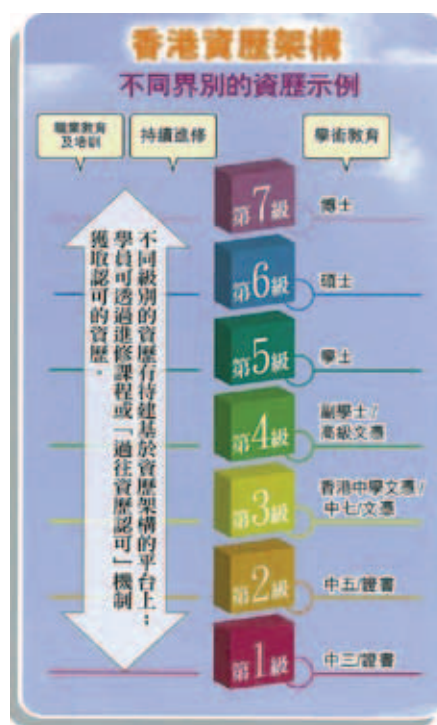 香港資歷架構
不同界別的資歷示例
職業教育
及培訓
持續進修
學術教育
第7級
博士
第6級
碩士
第5級
學士
第4級
副學士/
高級文憑
第3級
香港中學文憑/
中七/文憑
第2級
中五/證書
第1級
中三/證書
不同級別的資歷有待建基於資歷架構的平台上;
學員可透過進修課程或「過往資歷認可」機制
獲取認可的資歷。